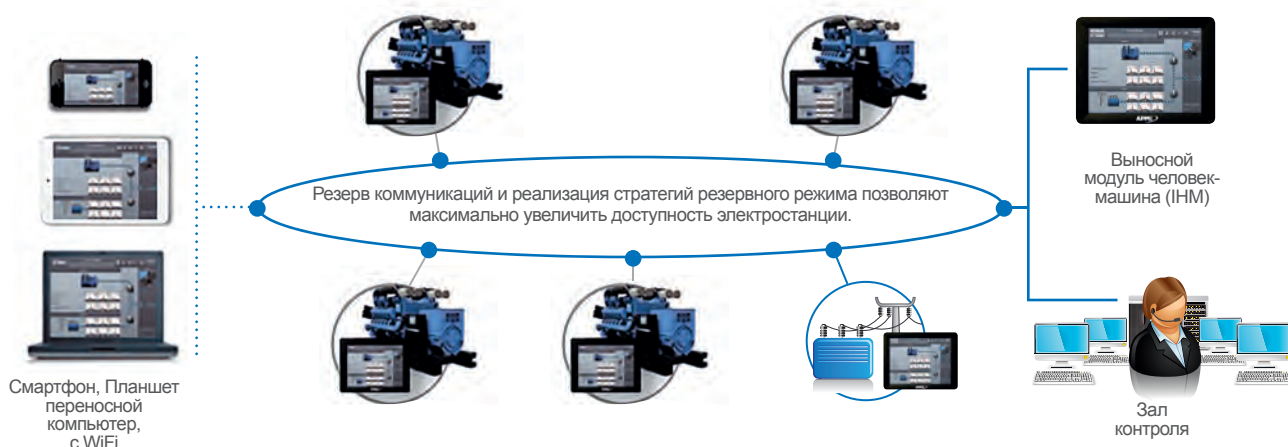 Резерв коммуникаций и реализация стратегий резервного режима позволяют
максимально увеличить доступность электростанции.
Выносной
модуль человек-
машина (IHM)
Смартфон, Планшет
переносной
компьютер,
с WiFi
Зал
контроля